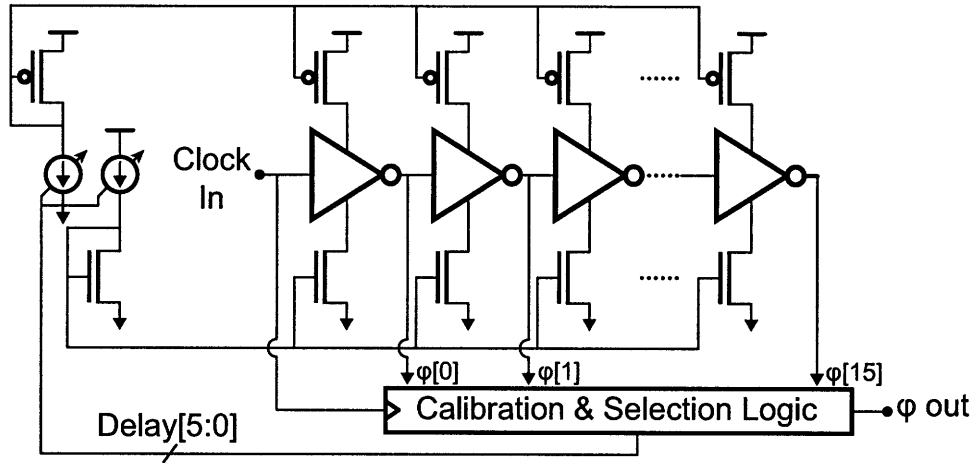 Clock
In
φ[0]
φ[1]
φ[15]
Calibration & Selection Logic
φ out
Delay[5:0]